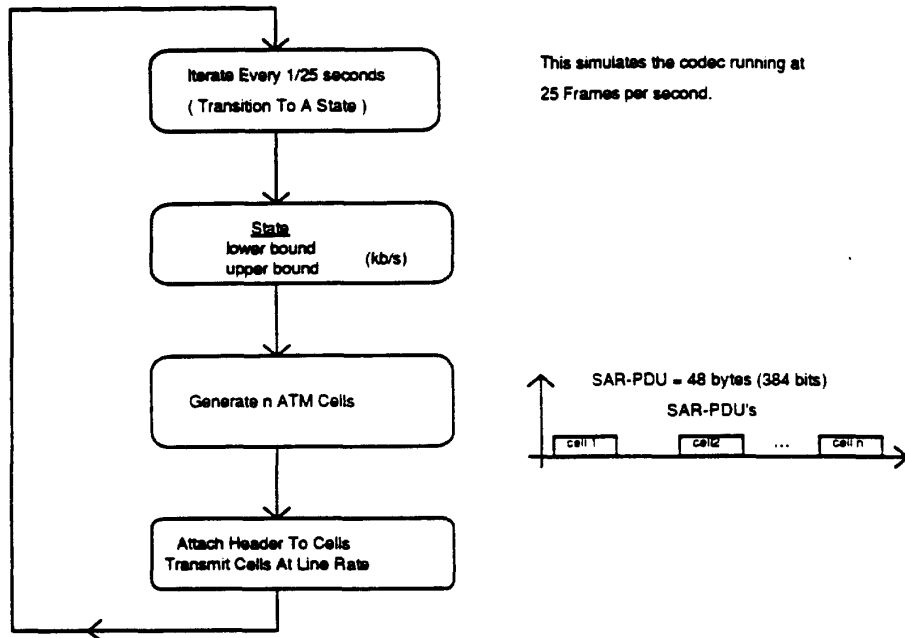 Iterate Every 1/25 seconds
( Transition To A State )
This simulates the codec running at
25 Frames per second.
State
lower bound
upper bound (kb/s)
Generate n ATM Cells
SAR-PDU = 48 bytes (384 bits)
SAR-PDU's
cell 1 cell2 ... cell n
Attach Header To Cells
Transmit Cells At Line Rate